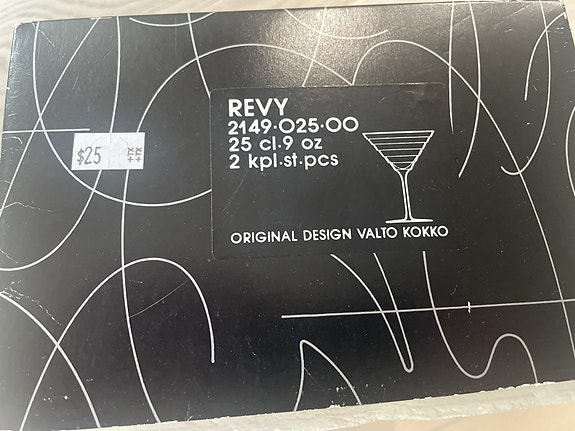 REVY
2149·025·00
25 cl·9 oz
2 kpl·st·pcs
ORIGINAL DESIGN VALTO KOKKO
$25